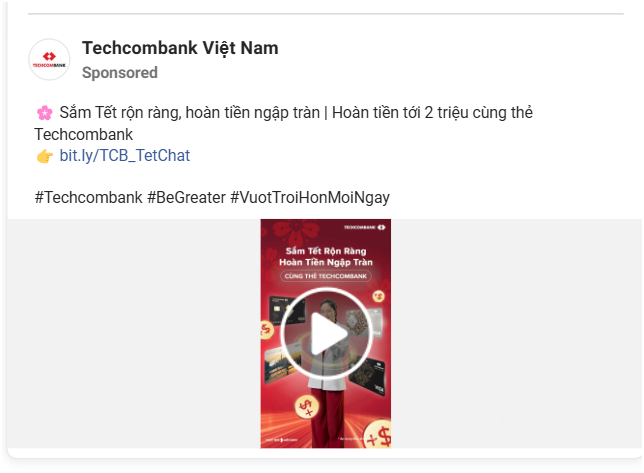 TECHCOMBANK
Techcombank Việt Nam
Sponsored
🌸 Sắm Tết rộn ràng, hoàn tiền ngập tràn | Hoàn tiền tới 2 triệu cùng thẻ
Techcombank
👉 bit.ly/TCB_TetChat
#Techcombank #BeGreater #VuotTroiHonMoiNgay
TECHCOMBANK
Sắm Tết Rộn Ràng
Hoàn Tiền Ngập Tràn
CÙNG THẺ TECHCOMBANK